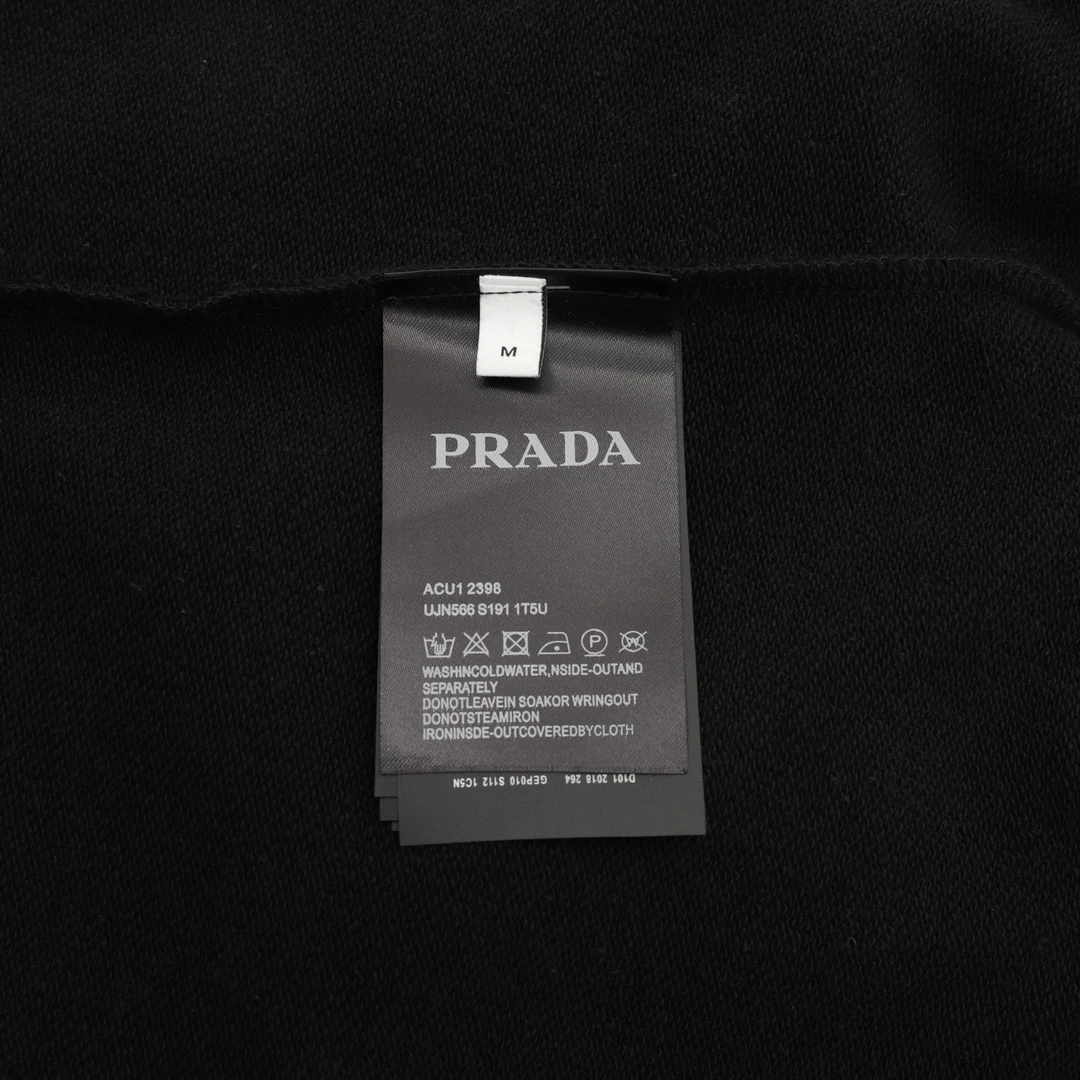 M
PRADA
ACU1 2398
UJN566 S191 1T5U
P
WASHINCOLDWATER,NSIDE-OUTAND
SEPARATELY
DONOTLEAVEIN SOAKOR WRINGOUT
DONOTSTEAMIRON
IRONINSDE-OUTCOVEREDBYCLOTH
D101 2018 264 GEP010 S112 1C5N